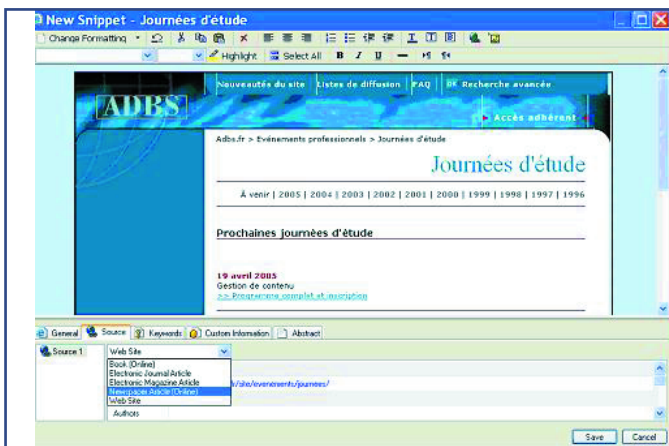 New Snippet - Journées d'étude
Change Formatting
Highlight Select All B I U
Nouveautés du site | Listes de diffusion | FAQ | OK Recherche avancée
ADBS
Accès adhérent
Adbs.fr > Evénements professionnels > Journées d'étude
Journées d'étude
À venir | 2005 | 2004 | 2003 | 2002 | 2001 | 2000 | 1999 | 1998 | 1997 | 1996
Prochaines journées d'étude
19 avril 2005
Gestion de contenu
>> Programme complet et inscription
General Source Keywords Custom Information Abstract
Source 1 Web Site
Book (Online)
Electronic Journal Article
Electronic Magazine Article
Newspaper Article (Online)
/site/evenements/journees/
Web Site
Authors
Save Cancel